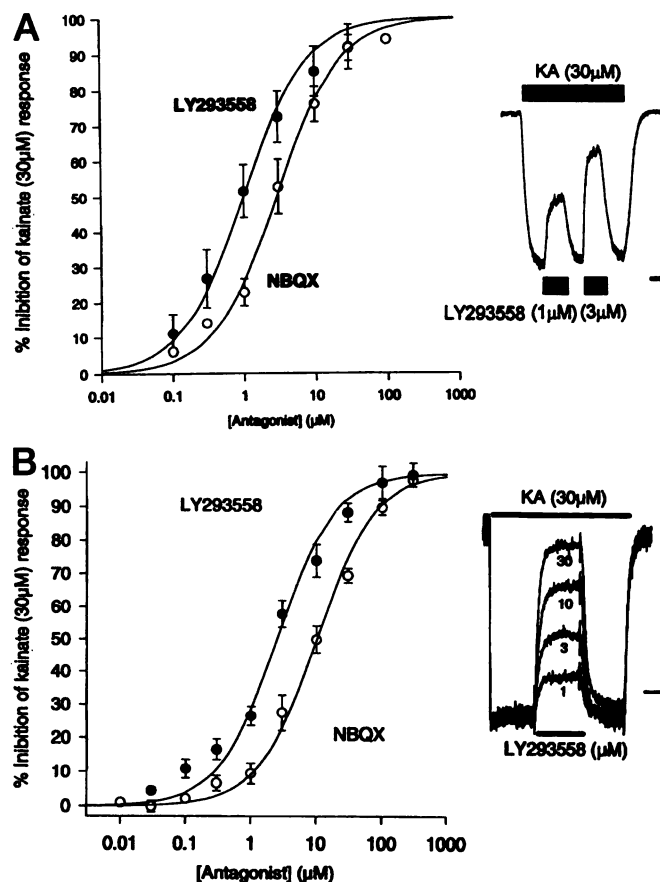 A
% Inibition of kainate (30µM) response
100
90
80
70
60
50
40
30
20
10
0
LY293558
NBQX
0.01 0.1 1 10 100 1000
[Antagonist] (µM)
KA (30µM)
LY293558 (1µM) (3µM)
B
% Inibition of kainate (30µM) response
100
90
80
70
60
50
40
30
20
10
0
LY293558
NBQX
0.01 0.1 1 10 100 1000
[Antagonist] (µM)
KA (30µM)
30
10
3
1
LY293558 (µM)